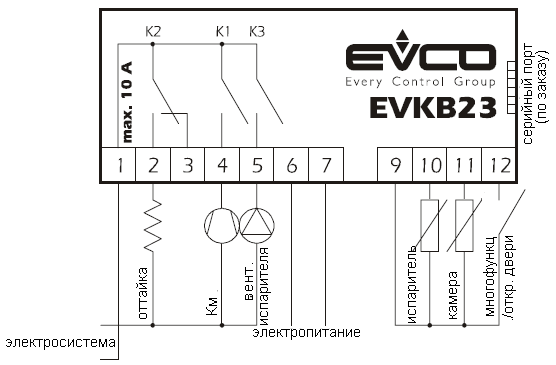 K2 K1 K3
max. 10 A
EVCO
Every Control Group
EVKB23
серийный порт
(по заказу)
1 2 3 4 5 6 7 9 10 11 12
оттайка
Км
вент.
испарителя
испаритель
камера
многофункц
/откр. двери
электросистема
электропитание